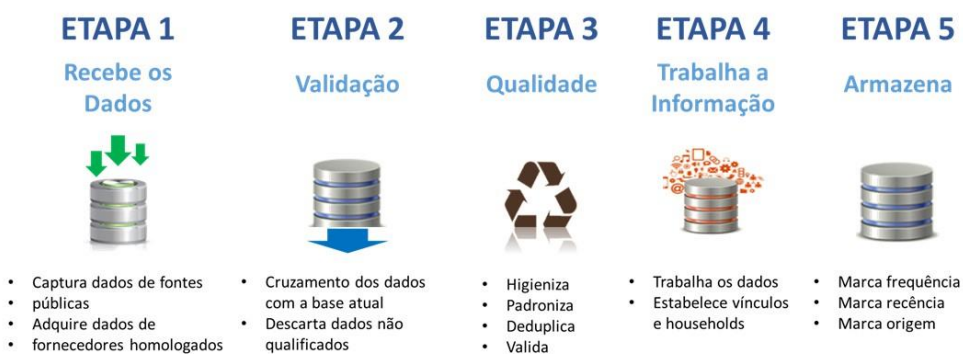 ETAPA 1
Recebe os
Dados
• Captura dados de fontes
• públicas
• Adquire dados de
• fornecedores homologados
ETAPA 2
Validação
• Cruzamento dos dados
com a base atual
• Descarta dados não
qualificados
ETAPA 3
Qualidade
• Higieniza
• Padroniza
• Deduplica
• Valida
ETAPA 4
Trabalha a
Informação
• Trabalha os dados
• Estabelece vínculos
e households
ETAPA 5
Armazena
• Marca frequência
• Marca recência
• Marca origem